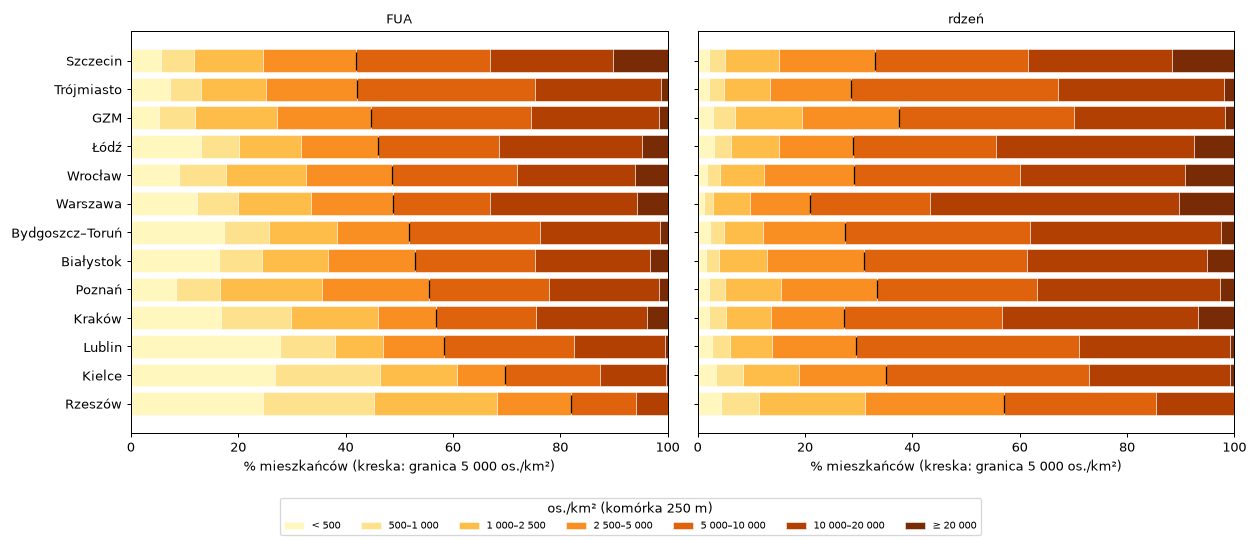 FUA
rdzeń
Szczecin
Trójmiasto
GZM
Łódź
Wrocław
Warszawa
Bydgoszcz–Toruń
Białystok
Poznań
Kraków
Lublin
Kielce
Rzeszów
0 20 40 60 80 100
0 20 40 60 80 100
% mieszkańców (kreska: granica 5 000 os./km²)
% mieszkańców (kreska: granica 5 000 os./km²)
os./km² (komórka 250 m)
< 500 500–1 000 1 000–2 500 2 500–5 000 5 000–10 000 10 000–20 000 ≥ 20 000